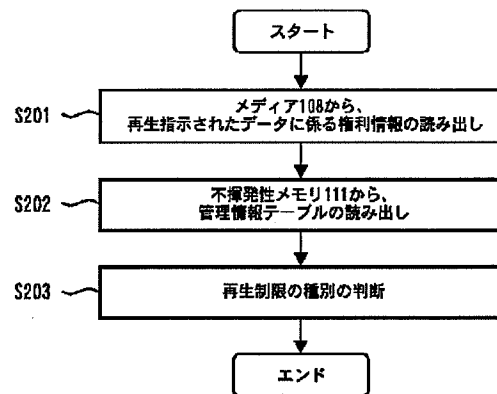 スタート
S201
メディア108から、
再生指示されたデータに係る権利情報の読み出し
S202
不揮発性メモリ111から、
管理情報テーブルの読み出し
S203
再生制限の種別の判断
エンド